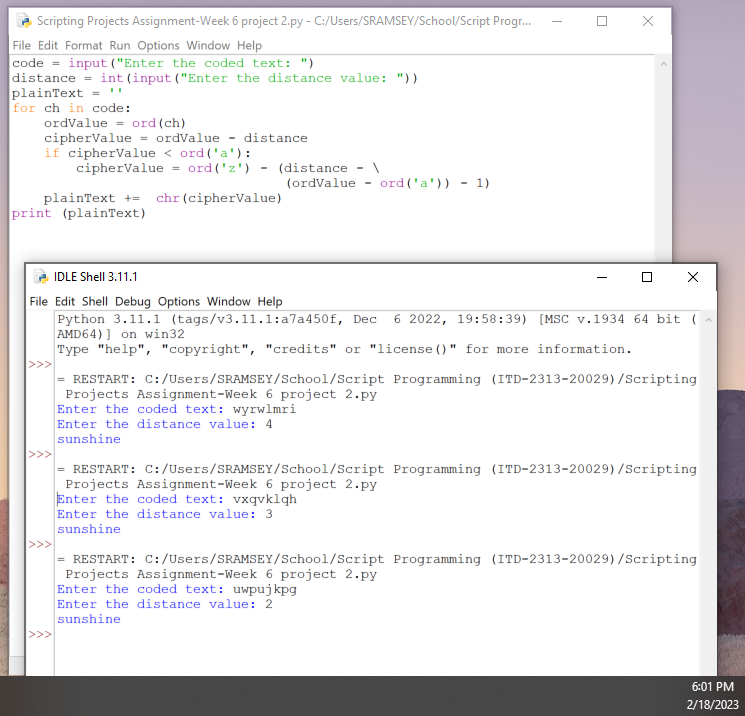 Scripting Projects Assignment-Week 6 project 2.py - C:/Users/SRAMSEY/School/Script Progr...
File Edit Format Run Options Window Help
code = input("Enter the coded text: ")
distance = int(input("Enter the distance value: "))
plainText = ''
for ch in code:
    ordValue = ord(ch)
    cipherValue = ordValue - distance
    if cipherValue < ord('a'):
        cipherValue = ord('z') - (distance - \
                                  (ordValue - ord('a')) - 1)
    plainText +=  chr(cipherValue)
print (plainText)
IDLE Shell 3.11.1
File Edit Shell Debug Options Window Help
Python 3.11.1 (tags/v3.11.1:a7a450f, Dec  6 2022, 19:58:39) [MSC v.1934 64 bit (
AMD64)] on win32
Type "help", "copyright", "credits" or "license()" for more information.
>>>
= RESTART: C:/Users/SRAMSEY/School/Script Programming (ITD-2313-20029)/Scripting
 Projects Assignment-Week 6 project 2.py
Enter the coded text: wyrwlmri
Enter the distance value: 4
sunshine
>>>
= RESTART: C:/Users/SRAMSEY/School/Script Programming (ITD-2313-20029)/Scripting
 Projects Assignment-Week 6 project 2.py
Enter the coded text: vxqvklqh
Enter the distance value: 3
sunshine
>>>
= RESTART: C:/Users/SRAMSEY/School/Script Programming (ITD-2313-20029)/Scripting
 Projects Assignment-Week 6 project 2.py
Enter the coded text: uwpujkpg
Enter the distance value: 2
sunshine
>>>
6:01 PM
2/18/2023